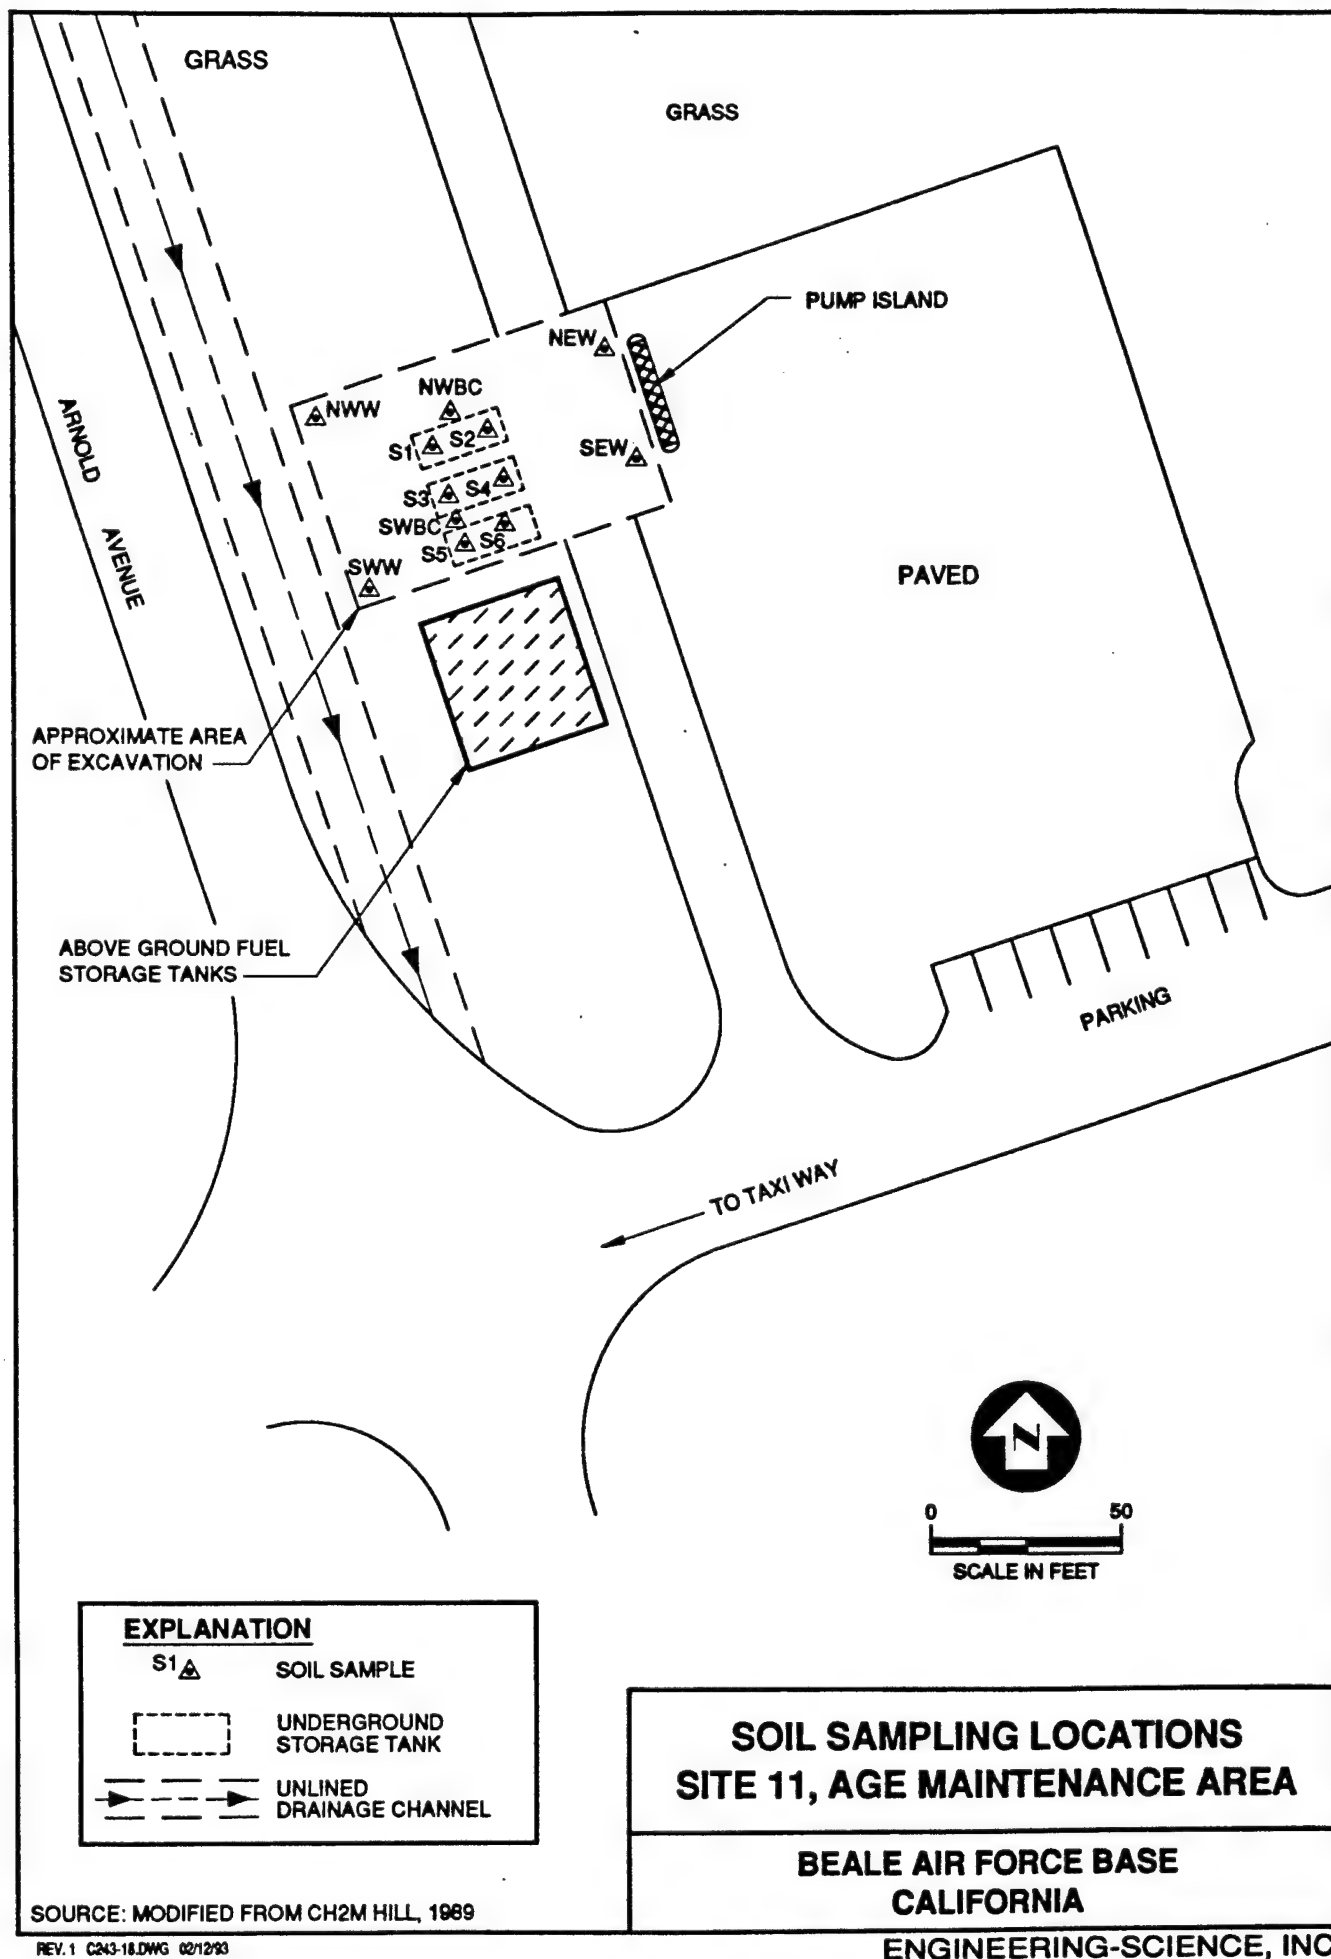 GRASS
GRASS
PUMP ISLAND
NEW
NWBC
NWW
S1
S2
SEW
S3
S4
SWBC
S5
S6
SWW
ARNOLD
AVENUE
PAVED
APPROXIMATE AREA
OF EXCAVATION
ABOVE GROUND FUEL
STORAGE TANKS
PARKING
TO TAXI WAY
N
0 50
SCALE IN FEET
EXPLANATION
S1
SOIL SAMPLE
UNDERGROUND
STORAGE TANK
UNLINED
DRAINAGE CHANNEL
SOIL SAMPLING LOCATIONS
SITE 11, AGE MAINTENANCE AREA
BEALE AIR FORCE BASE
CALIFORNIA
SOURCE: MODIFIED FROM CH2M HILL, 1989
REV. 1 C243-18.DWG 02/12/93
ENGINEERING-SCIENCE, INC